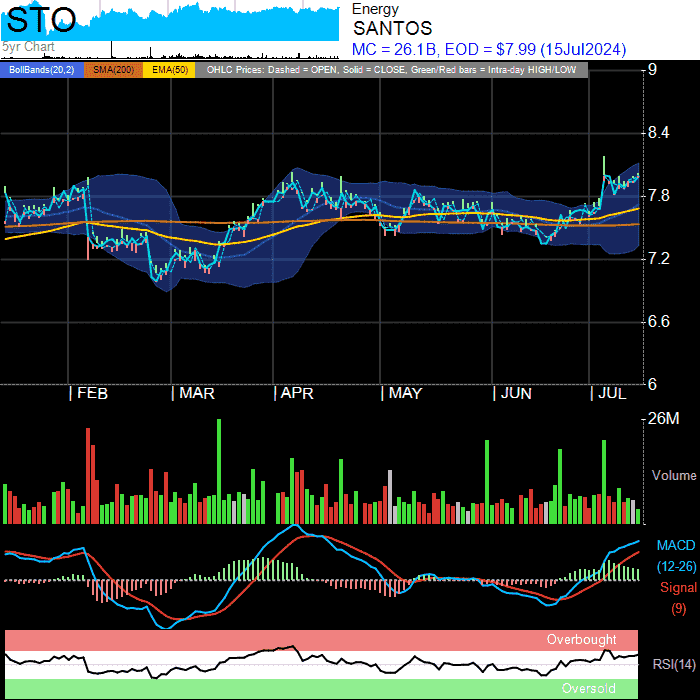 STO
5yr Chart
Energy
SANTOS
MC = 26.1B, EOD = $7.99 (15Jul2024)
BollBands(20,2) SMA(200) EMA(50) OHLC Prices: Dashed = OPEN, Solid = CLOSE, Green/Red bars = Intra-day HIGH/LOW
9
8.4
7.8
7.2
6.6
6
| FEB | MAR | APR | MAY | JUN | JUL
26M
Volume
MACD
(12-26)
Signal
(9)
Overbought
RSI(14)
Oversold